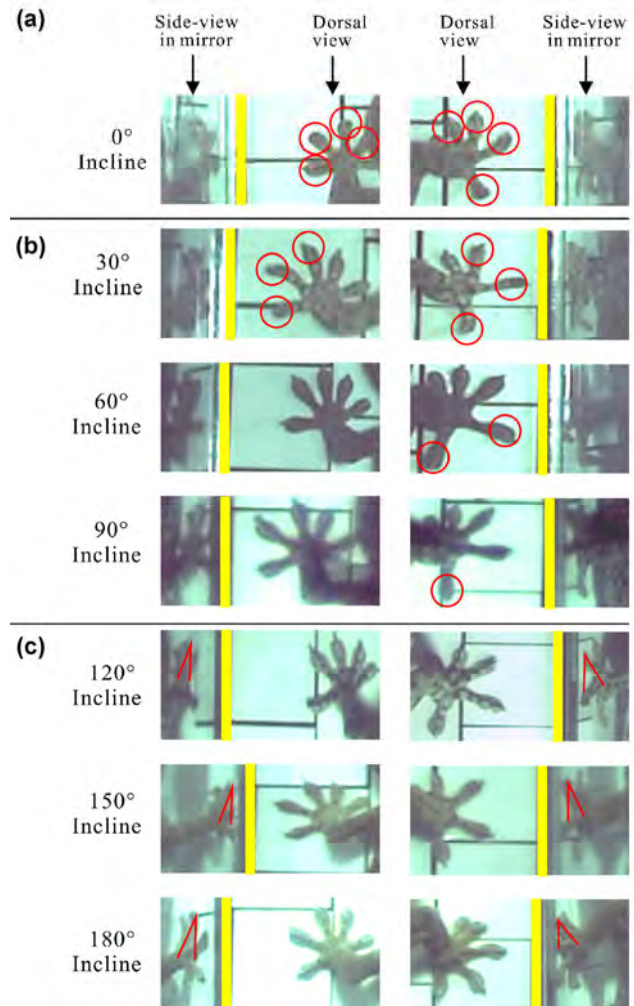 (a)
Side-view
in mirror
Dorsal
view
Dorsal
view
Side-view
in mirror
0°
Incline
(b)
30°
Incline
60°
Incline
90°
Incline
(c)
120°
Incline
150°
Incline
180°
Incline